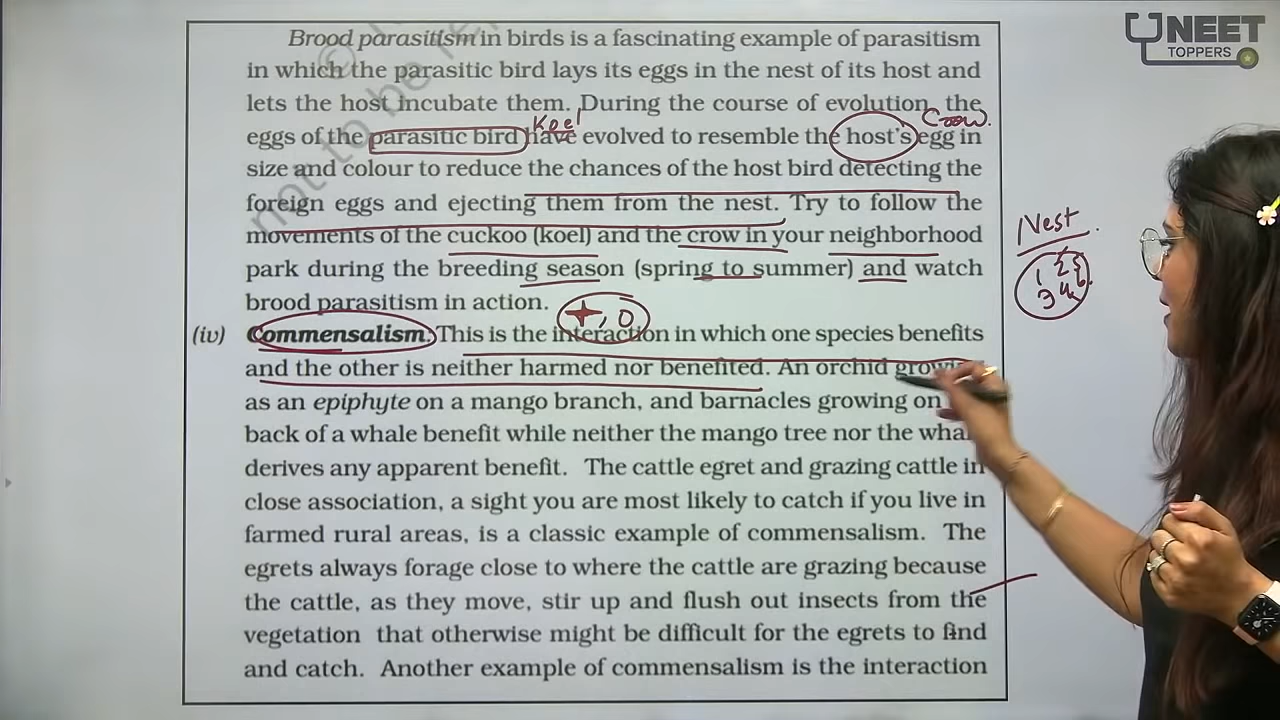 NEET
TOPPERS
Brood parasitism in birds is a fascinating example of parasitism
in which the parasitic bird lays its eggs in the nest of its host and
lets the host incubate them. During the course of evolution, the
Koel
Crow.
eggs of the parasitic bird have evolved to resemble the host's egg in
size and colour to reduce the chances of the host bird detecting the
foreign eggs and ejecting them from the nest. Try to follow the
movements of the cuckoo (koel) and the crow in your neighborhood
park during the breeding season (spring to summer) and watch
brood parasitism in action.
Nest
1 2
3 4
+, 0
(iv) Commensalism: This is the interaction in which one species benefits
and the other is neither harmed nor benefited. An orchid
as an epiphyte on a mango branch, and barnacles growing on
back of a whale benefit while neither the mango tree nor the
derives any apparent benefit. The cattle egret and grazing cattle in
close association, a sight you are most likely to catch if you live in
farmed rural areas, is a classic example of commensalism. The
egrets always forage close to where the cattle are grazing because
the cattle, as they move, stir up and flush out insects from the
vegetation that otherwise might be difficult for the egrets to find
and catch. Another example of commensalism is the interaction
not to be